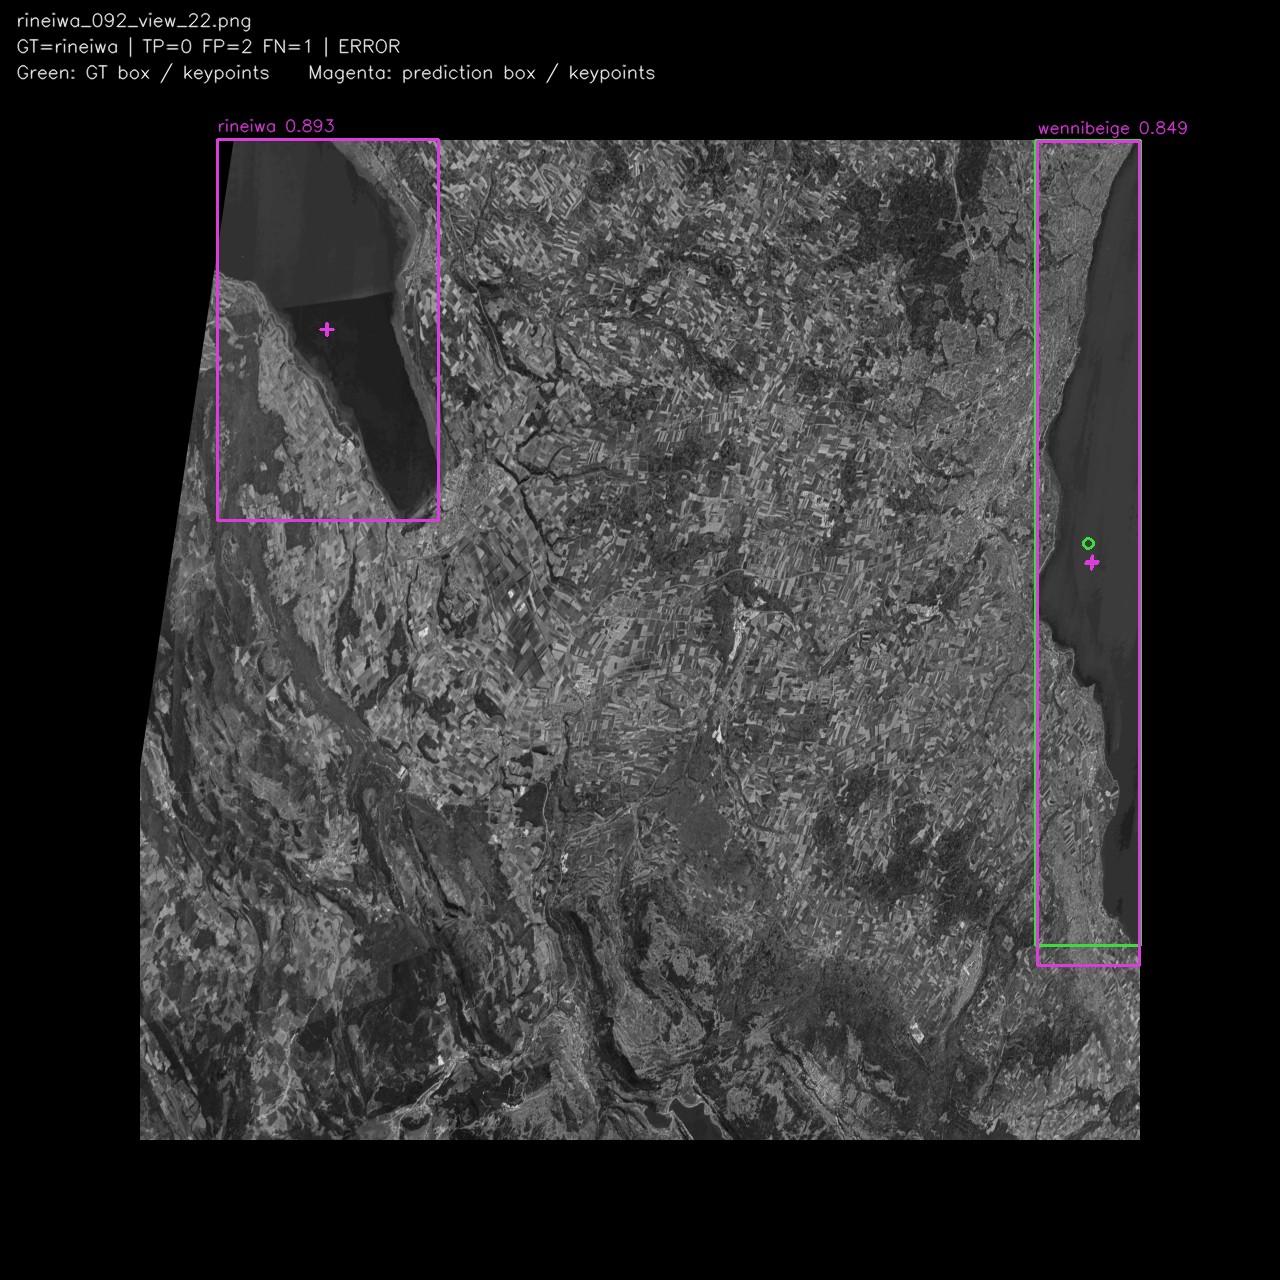 rineiwa_092_view_22.png
GT=rineiwa | TP=0 FP=2 FN=1 | ERROR
Green: GT box / keypoints    Magenta: prediction box / keypoints
rineiwa 0.893
wennibeige 0.849